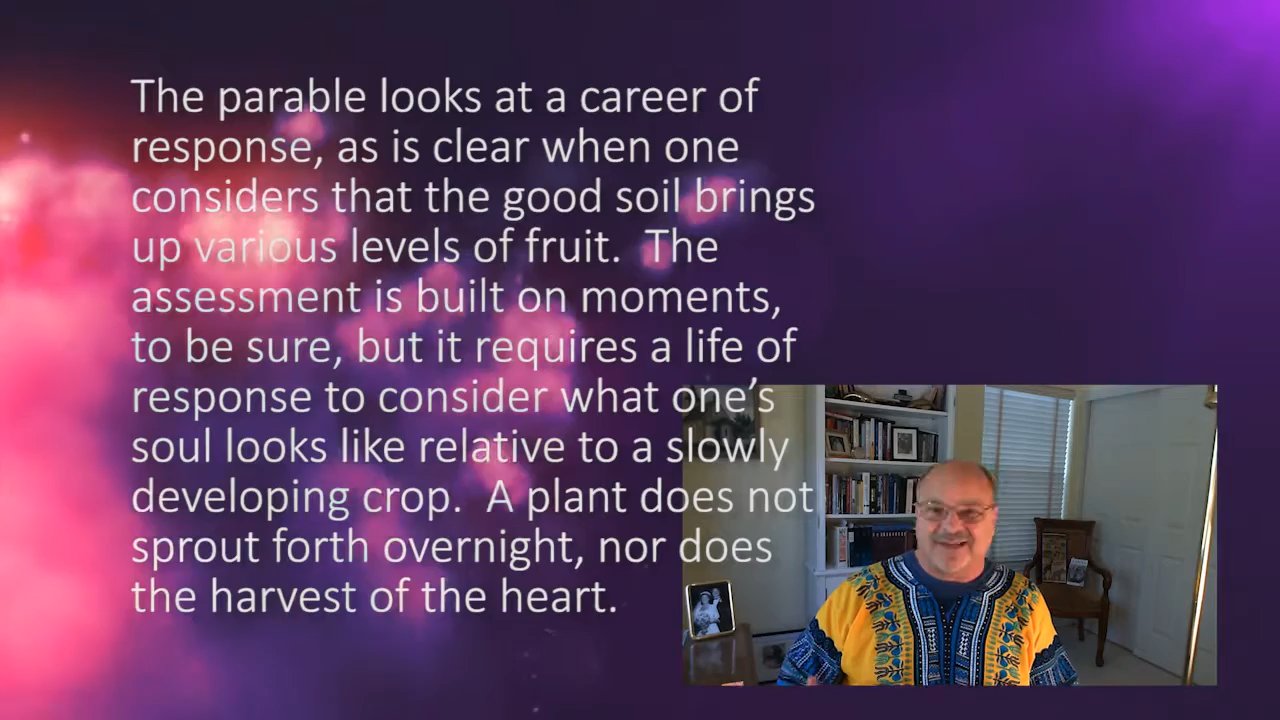 The parable looks at a career of
response, as is clear when one
considers that the good soil brings
up various levels of fruit.  The
assessment is built on moments,
to be sure, but it requires a life of
response to consider what one’s
soul looks like relative to a slowly
developing crop.  A plant does not
sprout forth overnight, nor does
the harvest of the heart.